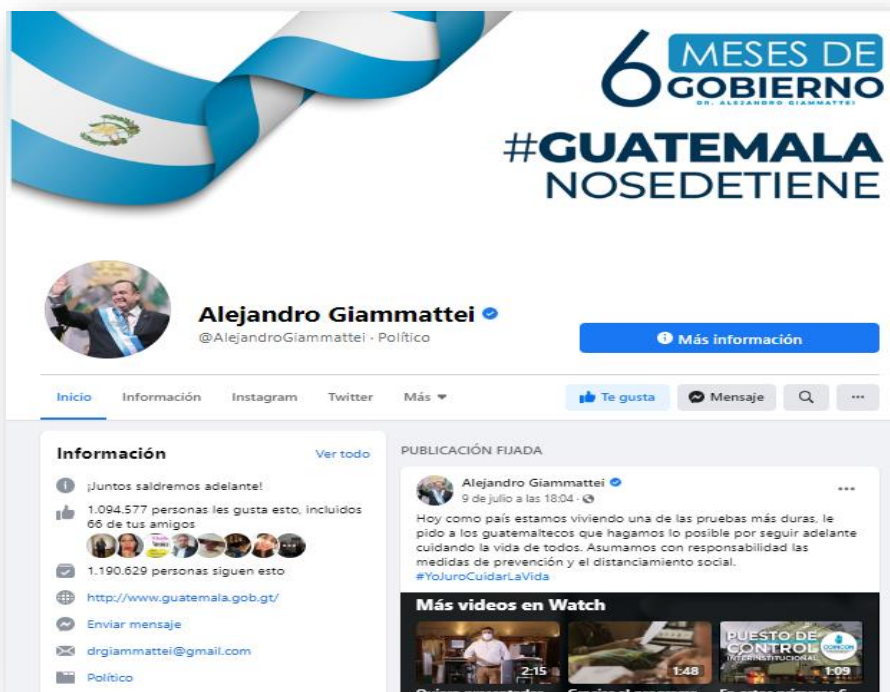 6 MESES DE
GOBIERNO
DR. ALEJANDRO GIAMMATTEI
#GUATEMALA
NOSEDETIENE
Alejandro Giammattei
@AlejandroGiammattei · Político
Más información
Inicio Información Instagram Twitter Más
Te gusta Mensaje
Información Ver todo
¡Juntos saldremos adelante!
1.094.577 personas les gusta esto, incluidos
66 de tus amigos
1.190.629 personas siguen esto
http://www.guatemala.gob.gt/
Enviar mensaje
drgiammattei@gmail.com
Político
PUBLICACIÓN FIJADA
Alejandro Giammattei
9 de julio a las 18:04 ·
Hoy como país estamos viviendo una de las pruebas más duras, le
pido a los guatemaltecos que hagamos lo posible por seguir adelante
cuidando la vida de todos. Asumamos con responsabilidad las
medidas de prevención y el distanciamiento social.
#YoJuroCuidarLaVida
Más videos en Watch
PUESTO DE
CONTROL
INTERINSTITUCIONAL
2:15 1:48 1:09